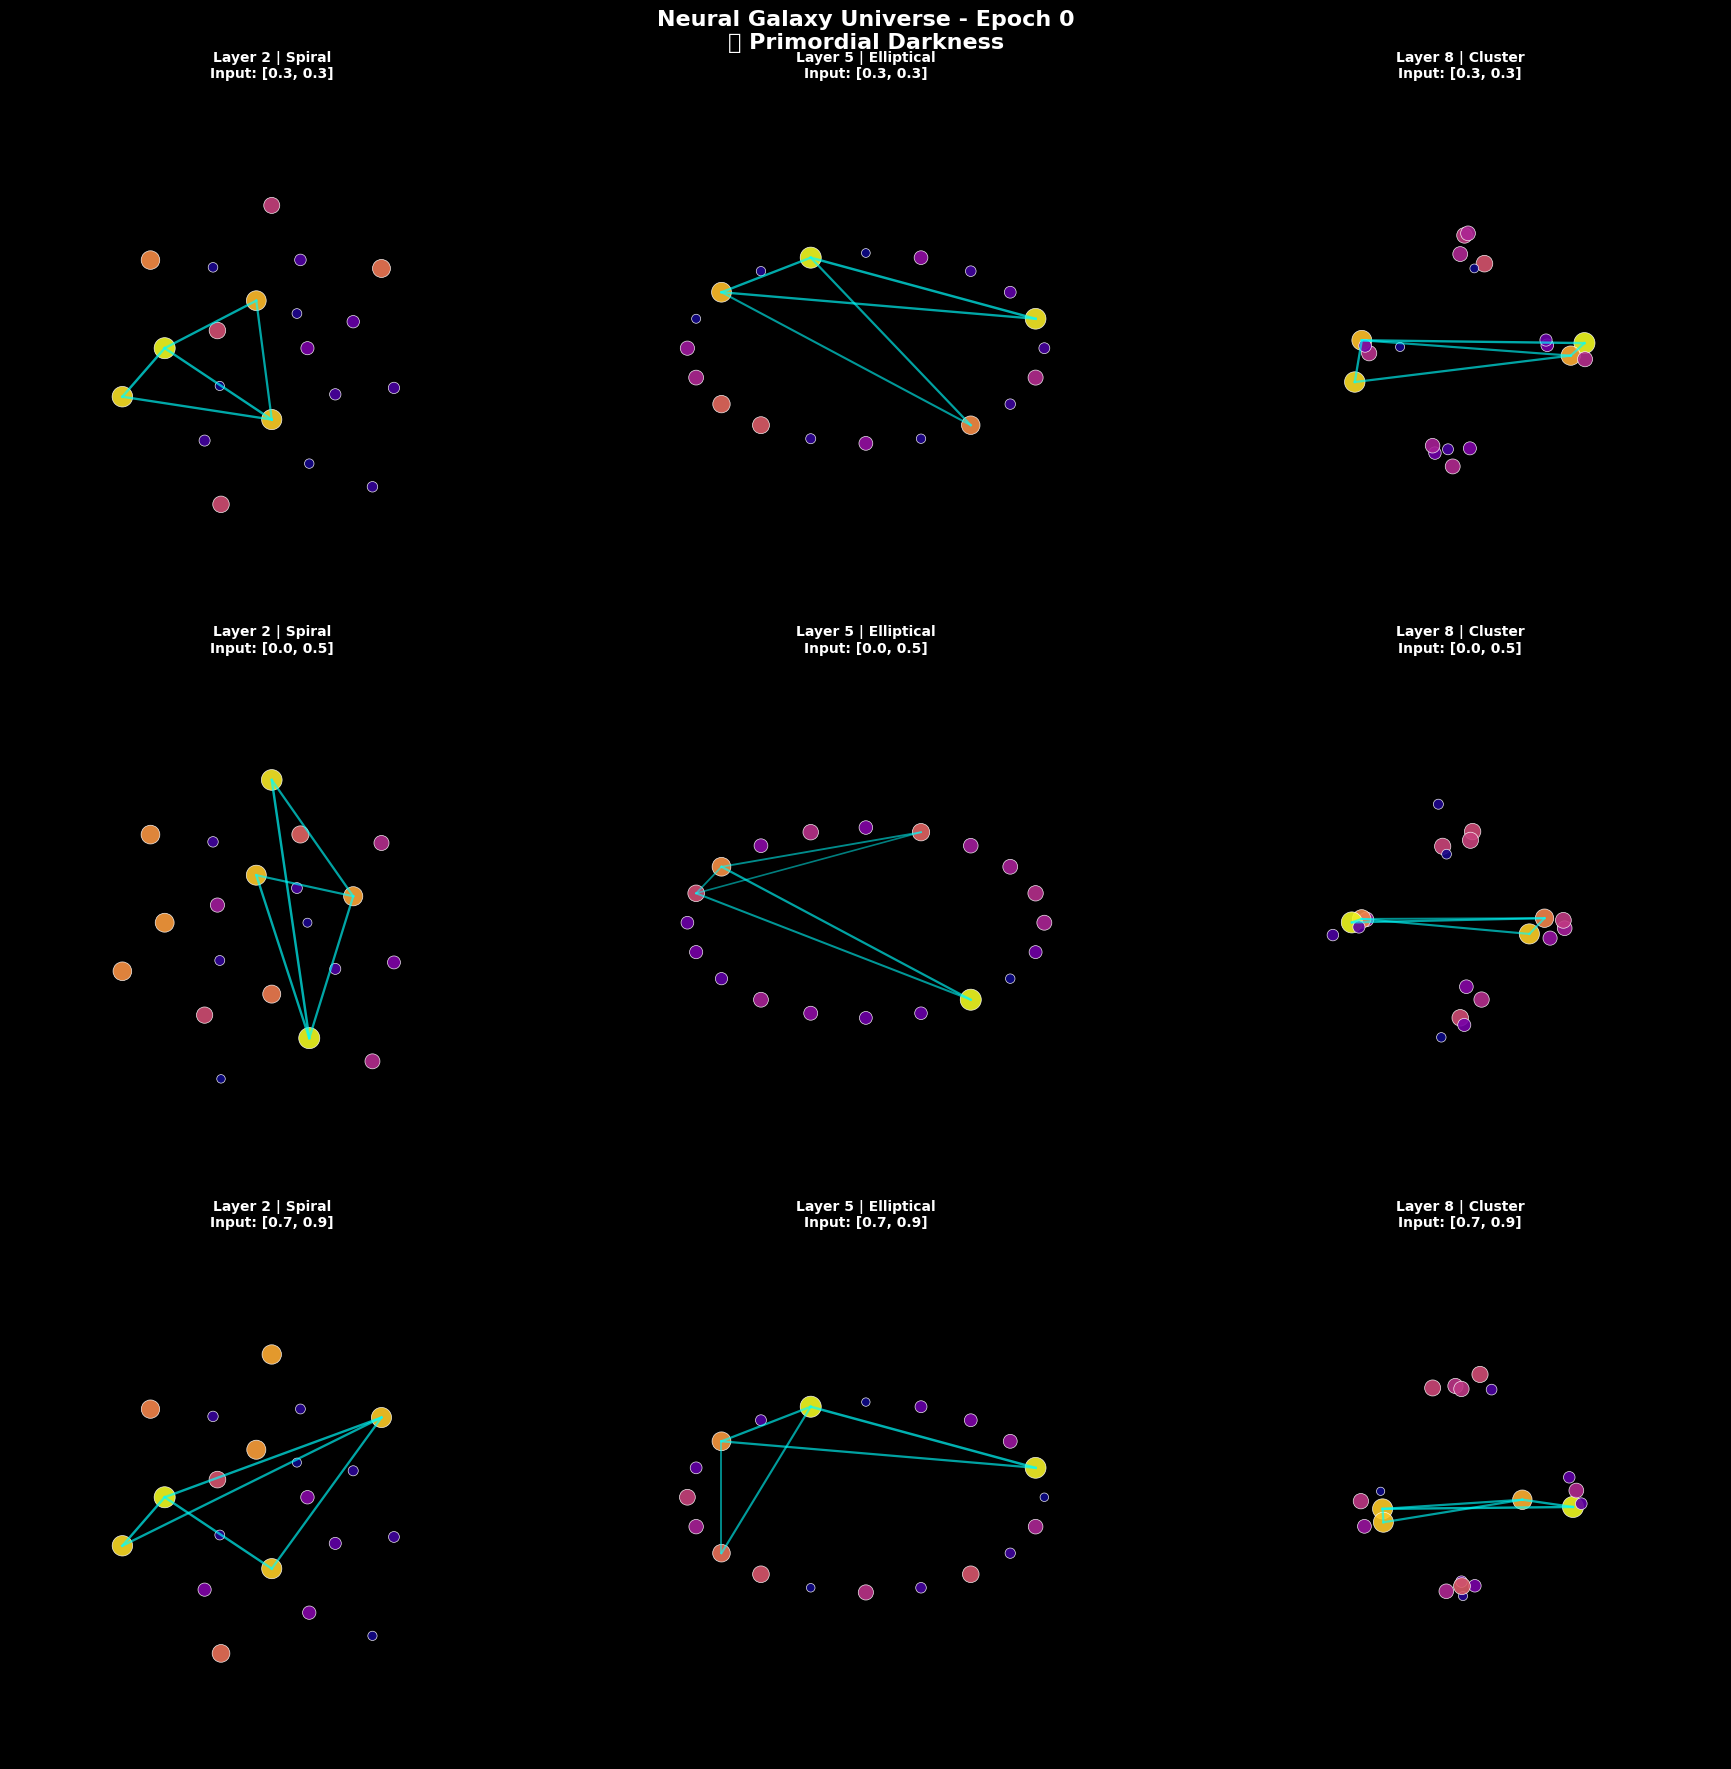 Neural Galaxy Universe - Epoch 0
Primordial Darkness
Layer 2 | Spiral
Input: [0.3, 0.3]
Layer 5 | Elliptical
Input: [0.3, 0.3]
Layer 8 | Cluster
Input: [0.3, 0.3]
Layer 2 | Spiral
Input: [0.0, 0.5]
Layer 5 | Elliptical
Input: [0.0, 0.5]
Layer 8 | Cluster
Input: [0.0, 0.5]
Layer 2 | Spiral
Input: [0.7, 0.9]
Layer 5 | Elliptical
Input: [0.7, 0.9]
Layer 8 | Cluster
Input: [0.7, 0.9]